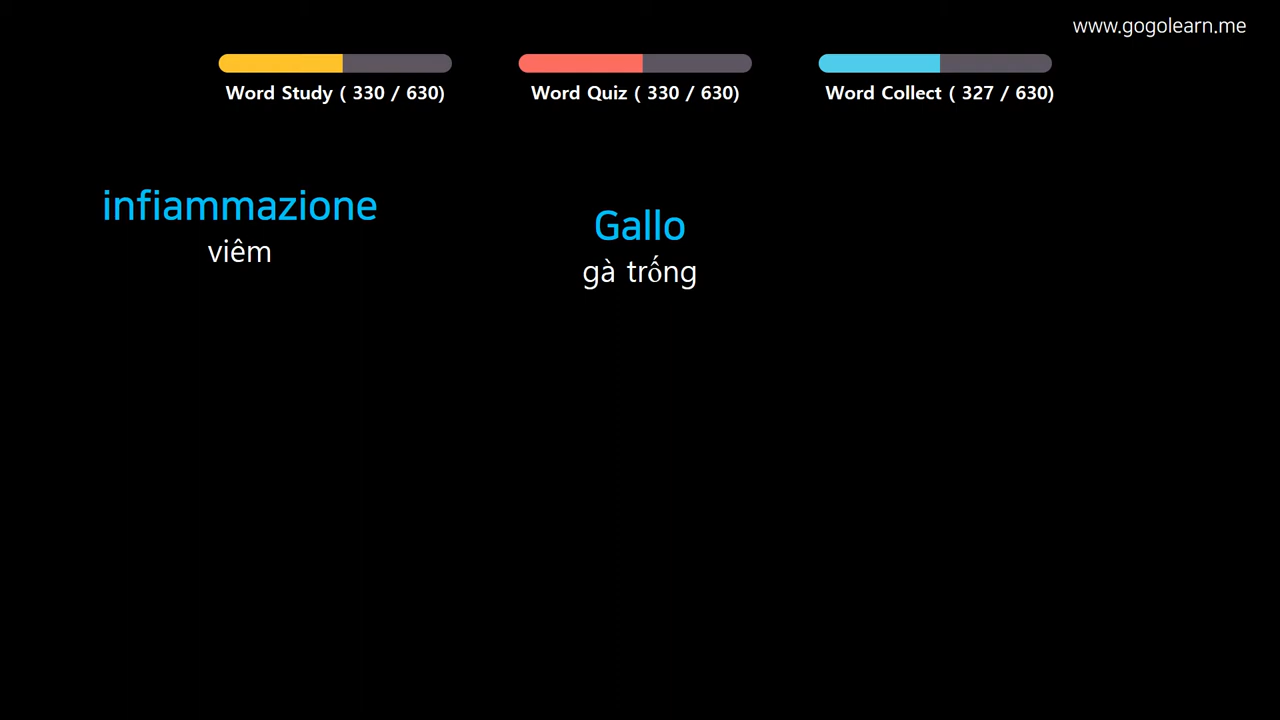 www.gogolearn.me
Word Study ( 330 / 630)
Word Quiz ( 330 / 630)
Word Collect ( 327 / 630)
infiammazione
viêm
Gallo
gà trống